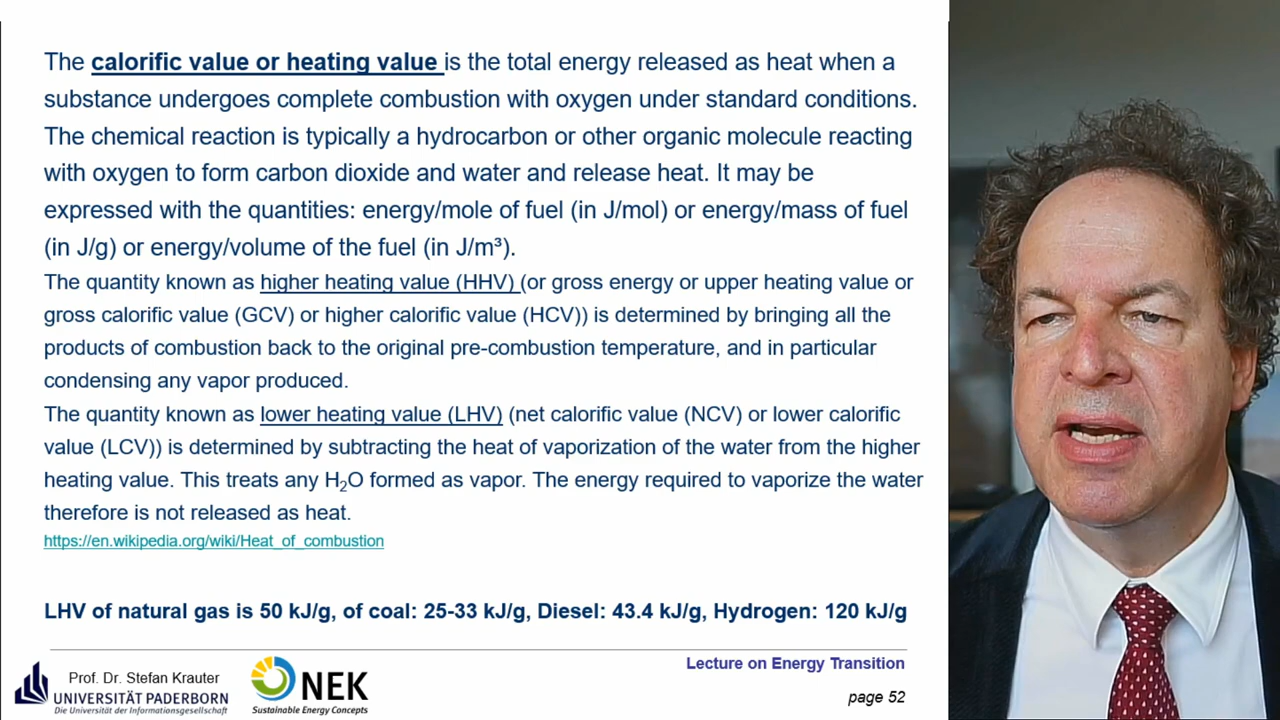 The calorific value or heating value is the total energy released as heat when a
substance undergoes complete combustion with oxygen under standard conditions.
The chemical reaction is typically a hydrocarbon or other organic molecule reacting
with oxygen to form carbon dioxide and water and release heat. It may be
expressed with the quantities: energy/mole of fuel (in J/mol) or energy/mass of fuel
(in J/g) or energy/volume of the fuel (in J/m³).
The quantity known as higher heating value (HHV) (or gross energy or upper heating value or
gross calorific value (GCV) or higher calorific value (HCV)) is determined by bringing all the
products of combustion back to the original pre-combustion temperature, and in particular
condensing any vapor produced.
The quantity known as lower heating value (LHV) (net calorific value (NCV) or lower calorific
value (LCV)) is determined by subtracting the heat of vaporization of the water from the higher
heating value. This treats any H₂O formed as vapor. The energy required to vaporize the water
therefore is not released as heat.
https://en.wikipedia.org/wiki/Heat_of_combustion
LHV of natural gas is 50 kJ/g, of coal: 25-33 kJ/g, Diesel: 43.4 kJ/g, Hydrogen: 120 kJ/g
Prof. Dr. Stefan Krauter
UNIVERSITÄT PADERBORN
Die Universität der Informationsgesellschaft
NEK
Sustainable Energy Concepts
Lecture on Energy Transition
page 52